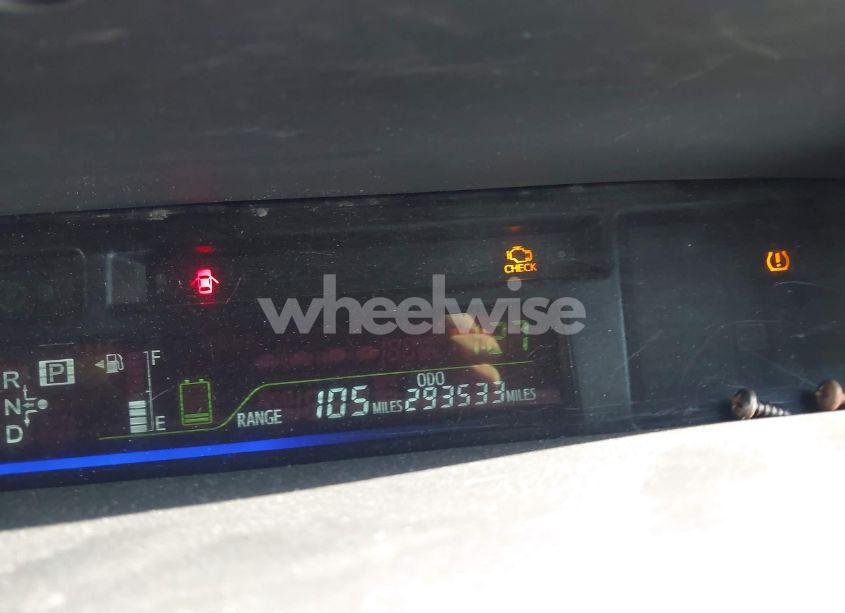 CHECK
wheelwise
R
P
F
N
D
E
RANGE 105 MILES
ODO
293533 MILES